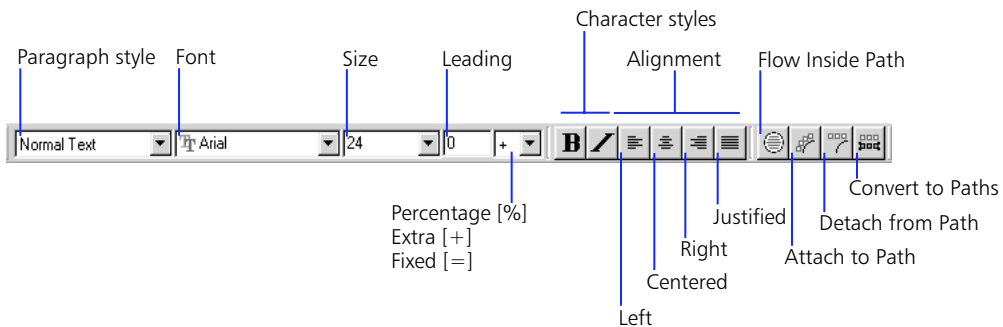 Character styles
Paragraph style Font Size Leading Alignment Flow Inside Path
Normal Text Arial 24 0 + B I
Convert to Paths
Percentage [%] Justified Detach from Path
Extra [+] Right Attach to Path
Fixed [=]
Centered
Left